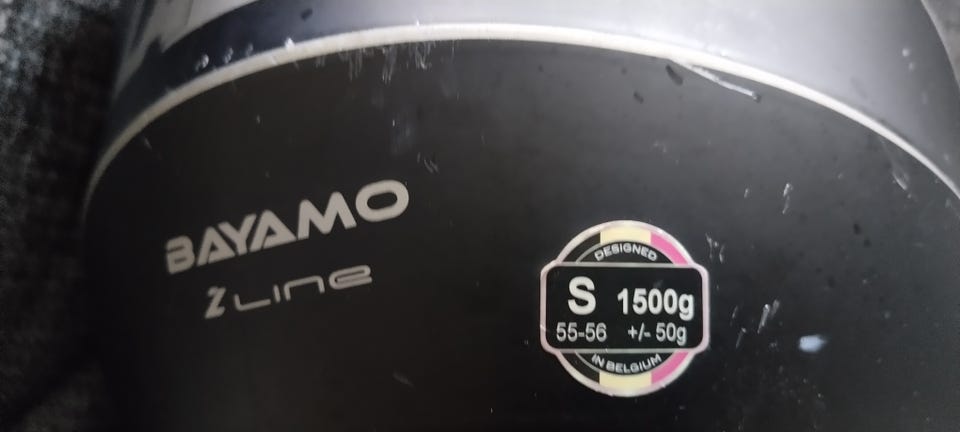 BAYAMO
Z LINE
DESIGNED
S 1500g
55-56 +/- 50g
IN BELGIUM